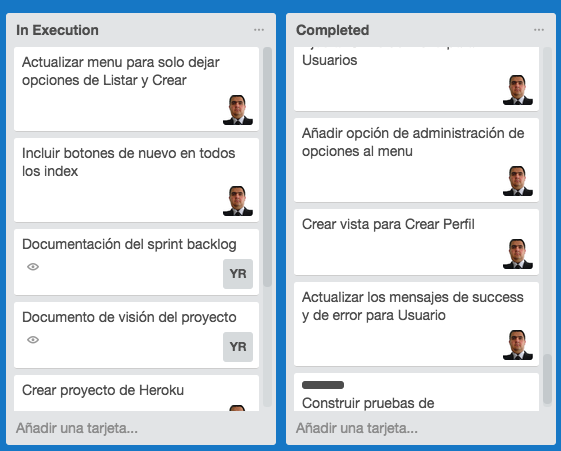 In Execution
Actualizar menu para solo dejar
opciones de Listar y Crear
Incluir botones de nuevo en todos
los index
Documentación del sprint backlog
YR
Documento de visión del proyecto
YR
Crear proyecto de Heroku
Añadir una tarjeta...
Completed
Usuarios
Añadir opción de administración de
opciones al menu
Crear vista para Crear Perfil
Actualizar los mensajes de success
y de error para Usuario
Construir pruebas de
Añadir una tarjeta...